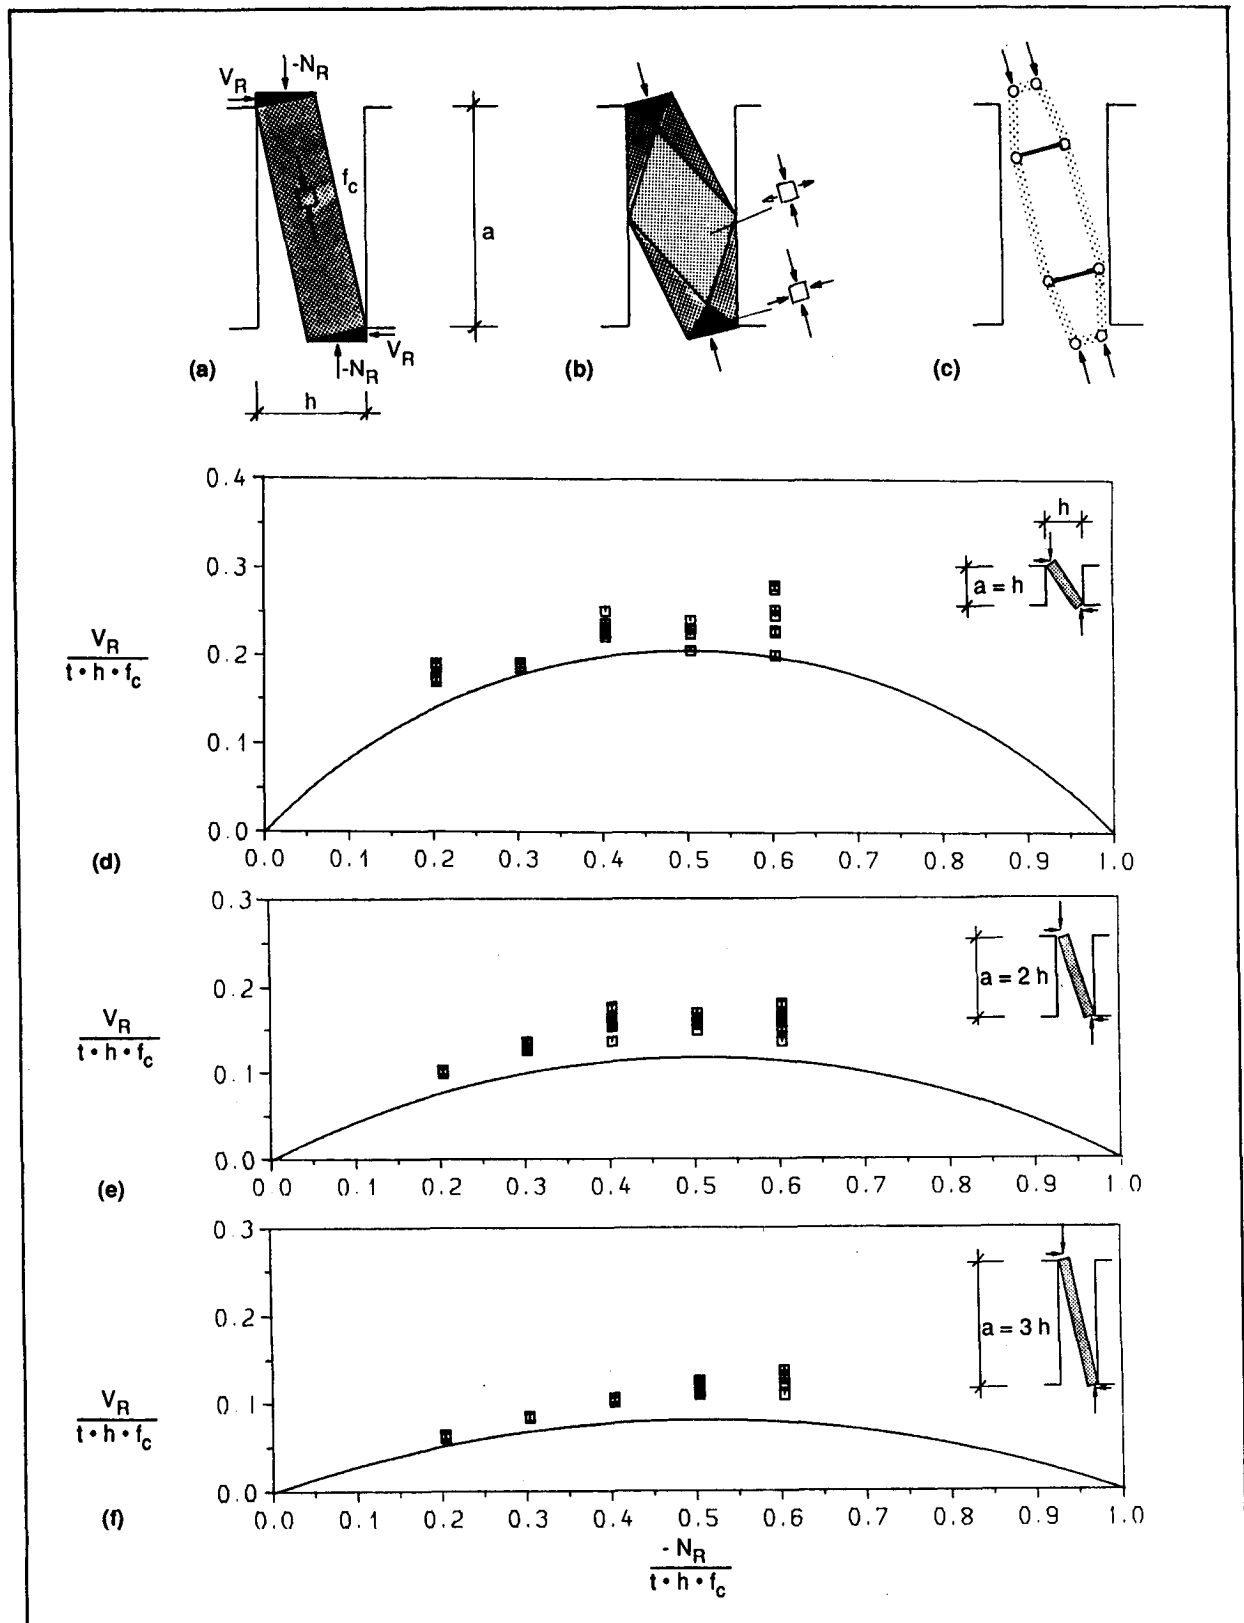 -N_R
V_R
f_c
a
V_R
-N_R
h
(a)
(b)
(c)
0.4
0.3
0.2
0.1
0.0
V_R
t • h • f_c
h
a = h
(d)
0.0 0.1 0.2 0.3 0.4 0.5 0.6 0.7 0.8 0.9 1.0
0.3
0.2
0.1
0.0
V_R
t • h • f_c
a = 2 h
(e)
0.0 0.1 0.2 0.3 0.4 0.5 0.6 0.7 0.8 0.9 1.0
0.3
0.2
0.1
0.0
V_R
t • h • f_c
a = 3 h
(f)
0.0 0.1 0.2 0.3 0.4 0.5 0.6 0.7 0.8 0.9 1.0
- N_R
t • h • f_c